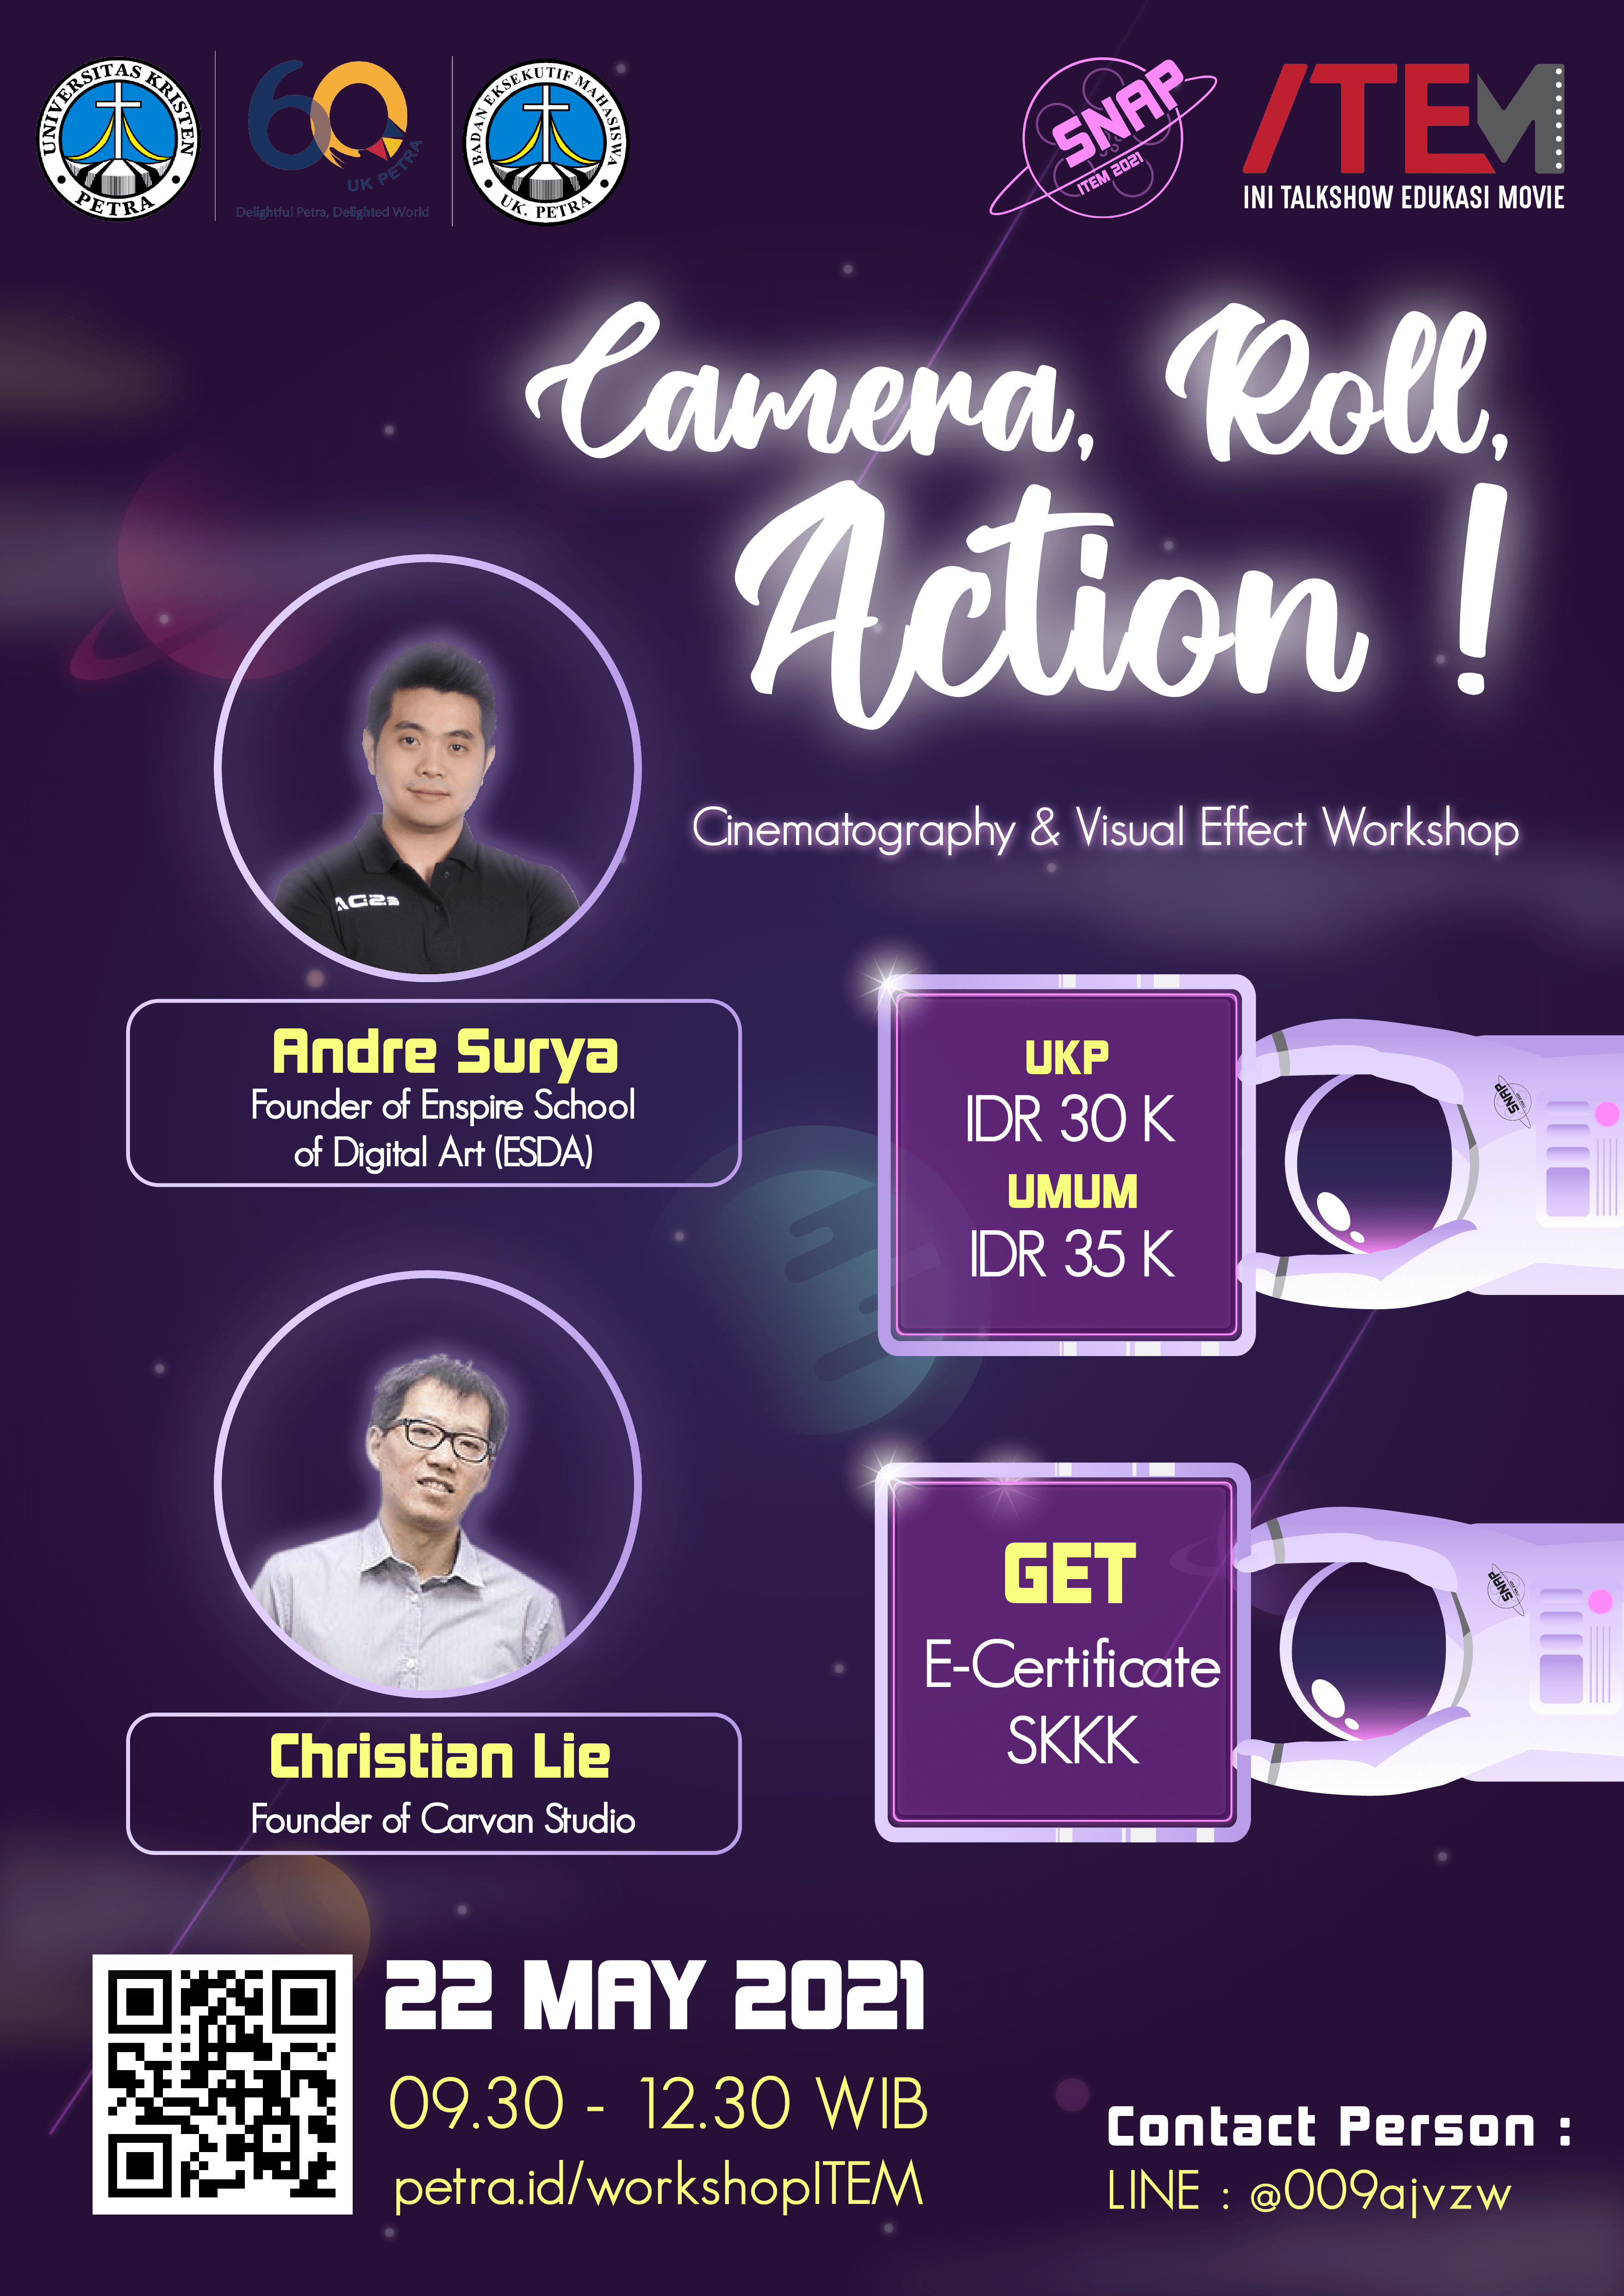 UNIVERSITAS KRISTEN
PETRA
60
UK PETRA
Delightful Petra, Delighted World
BADAN EKSEKUTIF MAHASISWA
UK. PETRA
SNAP
ITEM 2021
ITEM
INI TALKSHOW EDUKASI MOVIE
Camera, Roll,
Action !
Cinematography & Visual Effect Workshop
Andre Surya
Founder of Enspire School
of Digital Art (ESDA)
UKP
IDR 30 K
UMUM
IDR 35 K
SNAP
Christian Lie
Founder of Carvan Studio
GET
E-Certificate
SKKK
SNAP
22 MAY 2021
09.30 - 12.30 WIB
petra.id/workshopITEM
Contact Person :
LINE : @009ajvzw